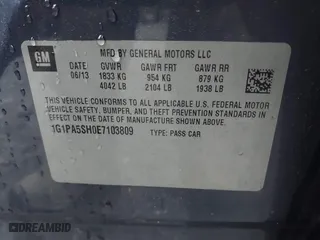 GM
MFD BY GENERAL MOTORS LLC
DATE GVWR GAWR FRT GAWR RR
06/13 1833 KG 954 KG 879 KG
4042 LB 2104 LB 1938 LB
THIS VEHICLE CONFORMS TO ALL APPLICABLE U.S. FEDERAL MOTOR
VEHICLE SAFETY, BUMPER, AND THEFT PREVENTION STANDARDS
IN EFFECT ON THE DATE OF MANUFACTURE SHOWN ABOVE.
1G1PA5SH0E7103809 TYPE: PASS CAR
DREAMBID.COM